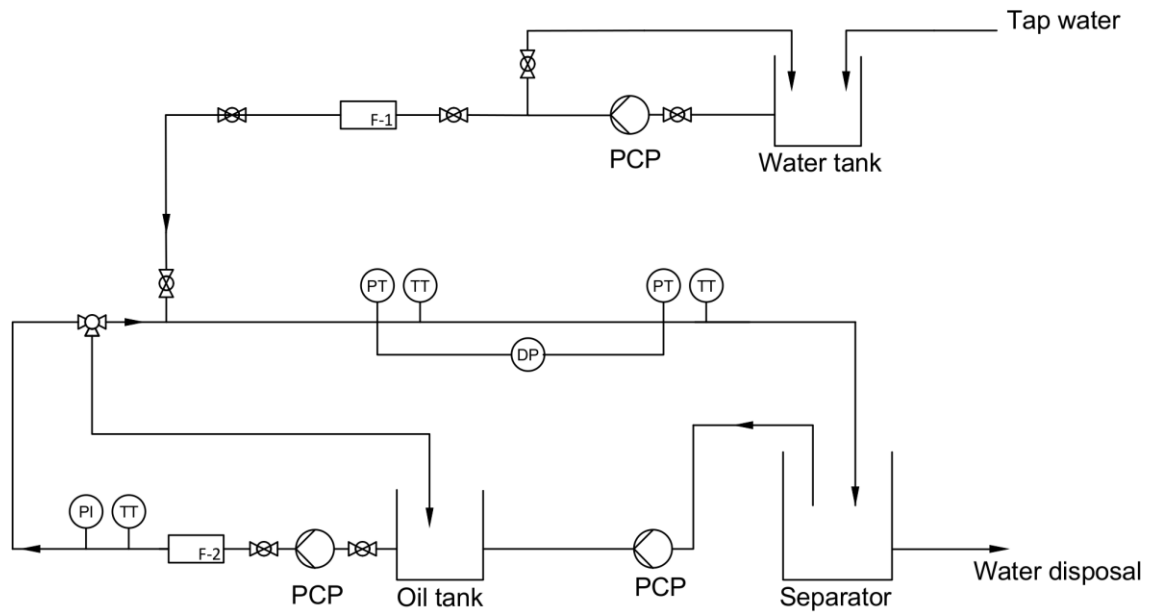 Tap water
F-1
PCP
Water tank
PT
TT
PT
TT
DP
PI
TT
F-2
PCP
Oil tank
PCP
Separator
Water disposal